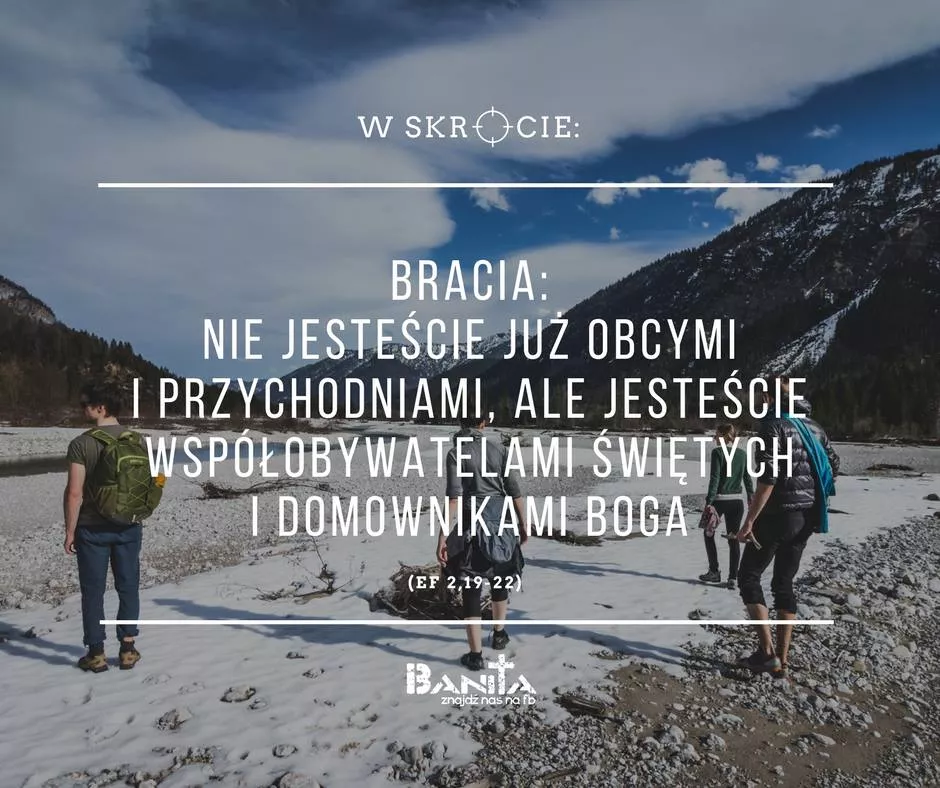 W SKROCIE:
BRACIA:
NIE JESTEŚCIE JUŻ OBCYMI
I PRZYCHODNIAMI, ALE JESTEŚCIE
WSPÓŁOBYWATELAMI ŚWIĘTYCH
I DOMOWNIKAMI BOGA
(EF 2,19-22)
BANITA
znajdź nas na fb